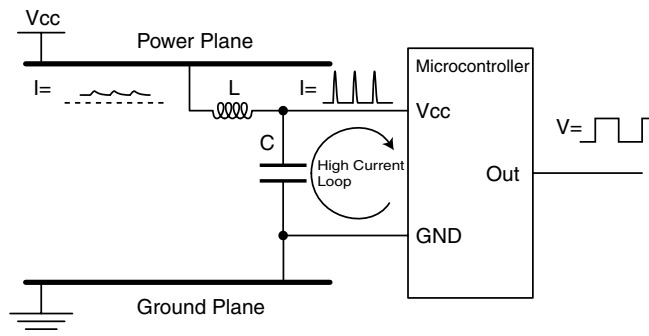 Vcc
Power Plane
I=
L
I=
Microcontroller
Vcc
V=
C
High Current
Loop
Out
GND
Ground Plane